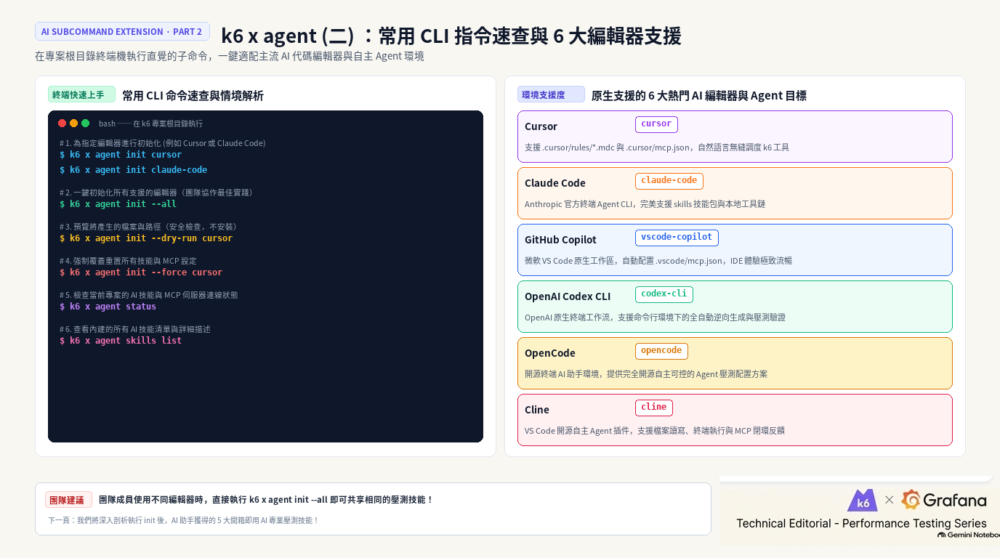 AI SUBCOMMAND EXTENSION · PART 2
k6 x agent (二) ：常用 CLI 指令速查與 6 大編輯器支援
在專案根目錄終端機執行直覺的子命令，一鍵適配主流 AI 代碼編輯器與自主 Agent 環境
終端快速上手
常用 CLI 命令速查與情境解析
bash —— 在 k6 專案根目錄執行
# 1. 為指定編輯器進行初始化 (例如 Cursor 或 Claude Code)
$ k6 x agent init cursor
$ k6 x agent init claude-code
# 2. 一鍵初始化所有支援的編輯器（團隊協作最佳實踐）
$ k6 x agent init --all
# 3. 預覽將產生的檔案與路徑（安全檢查，不安裝）
$ k6 x agent init --dry-run cursor
# 4. 強制覆蓋重置所有技能與 MCP 設定
$ k6 x agent init --force cursor
# 5. 檢查當前專案的 AI 技能與 MCP 伺服器連線狀態
$ k6 x agent status
# 6. 查看內建的所有 AI 技能清單與詳細描述
$ k6 x agent skills list
環境支援度
原生支援的 6 大熱門 AI 編輯器與 Agent 目標
Cursor
cursor
支援 .cursor/rules/*.mdc 與 .cursor/mcp.json，自然語言無縫調度 k6 工具
Claude Code
claude-code
Anthropic 官方終端 Agent CLI，完美支援 skills 技能包與本地工具鏈
GitHub Copilot
vscode-copilot
微軟 VS Code 原生工作區，自動配置 .vscode/mcp.json，IDE 體驗極致流暢
OpenAI Codex CLI
codex-cli
OpenAI 原生終端工作流，支援命令行環境下的全自動逆向生成與壓測驗證
OpenCode
opencode
開源終端 AI 助手環境，提供完全開源自主可控的 Agent 壓測配置方案
Cline
cline
VS Code 開源自主 Agent 插件，支援檔案讀寫、終端執行與 MCP 閉環反饋
團隊建議
團隊成員使用不同編輯器時，直接執行 k6 x agent init --all 即可共享相同的壓測技能！
下一頁：我們將深入剖析執行 init 後，AI 助手獲得的 5 大開箱即用 AI 專業壓測技能！
k6 × Grafana
Technical Editorial - Performance Testing Series
Gemini Noteboo